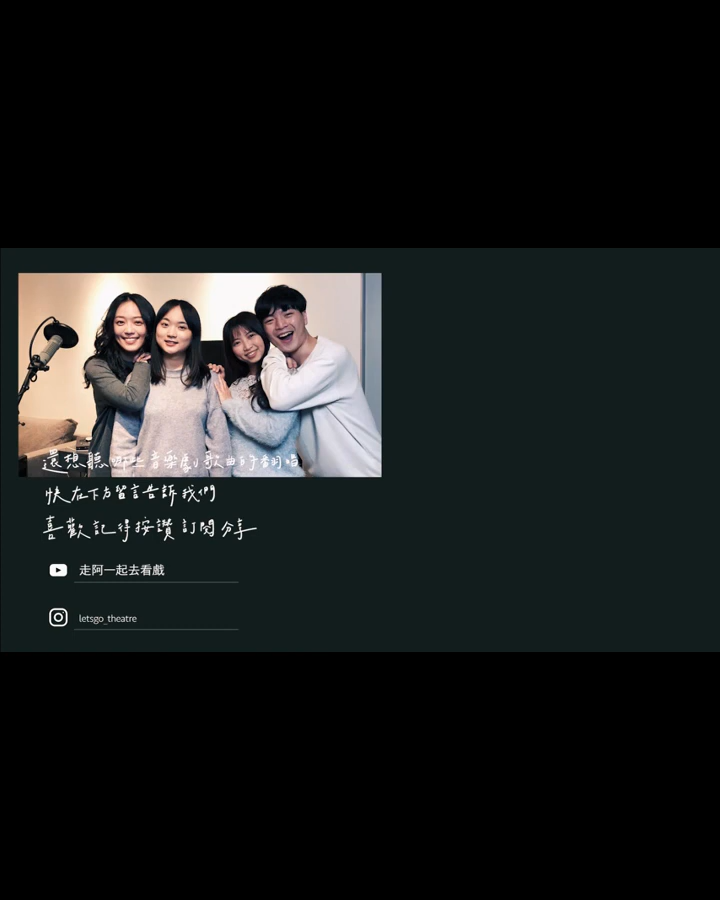 還想聽哪些音樂劇歌曲的翻唱
快在下方留言告訴我們
喜歡記得按讚訂閱分享
走阿一起去看戲
letsgo_theatre